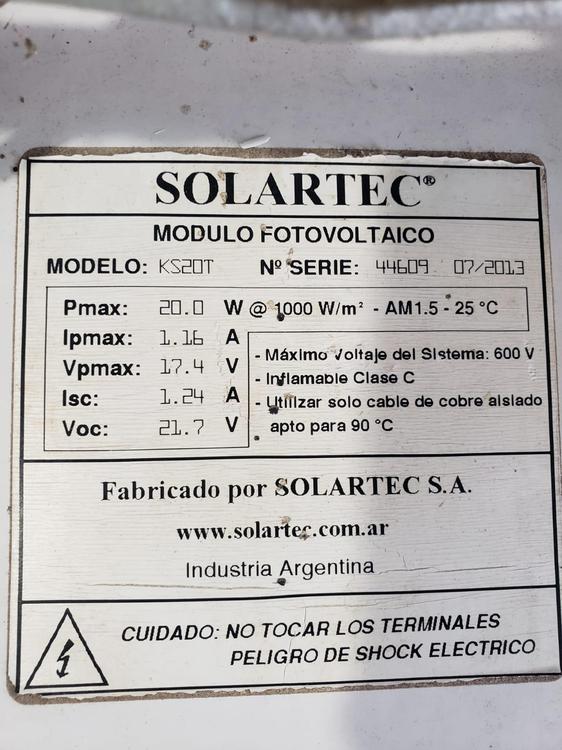 SOLARTEC®
MODULO FOTOVOLTAICO
MODELO: KS20T Nº SERIE: 44609 07/2013
Pmax: 20.0 W @ 1000 W/m² - AM1.5 - 25 °C
Ipmax: 1.16 A
Vpmax: 17.4 V
Isc: 1.24 A
Voc: 21.7 V
- Máximo Voltaje del Sistema: 600 V
- Inflamable Clase C
- Utilizar solo cable de cobre aislado
apto para 90 °C
Fabricado por SOLARTEC S.A.
www.solartec.com.ar
Industria Argentina
CUIDADO: NO TOCAR LOS TERMINALES
PELIGRO DE SHOCK ELECTRICO